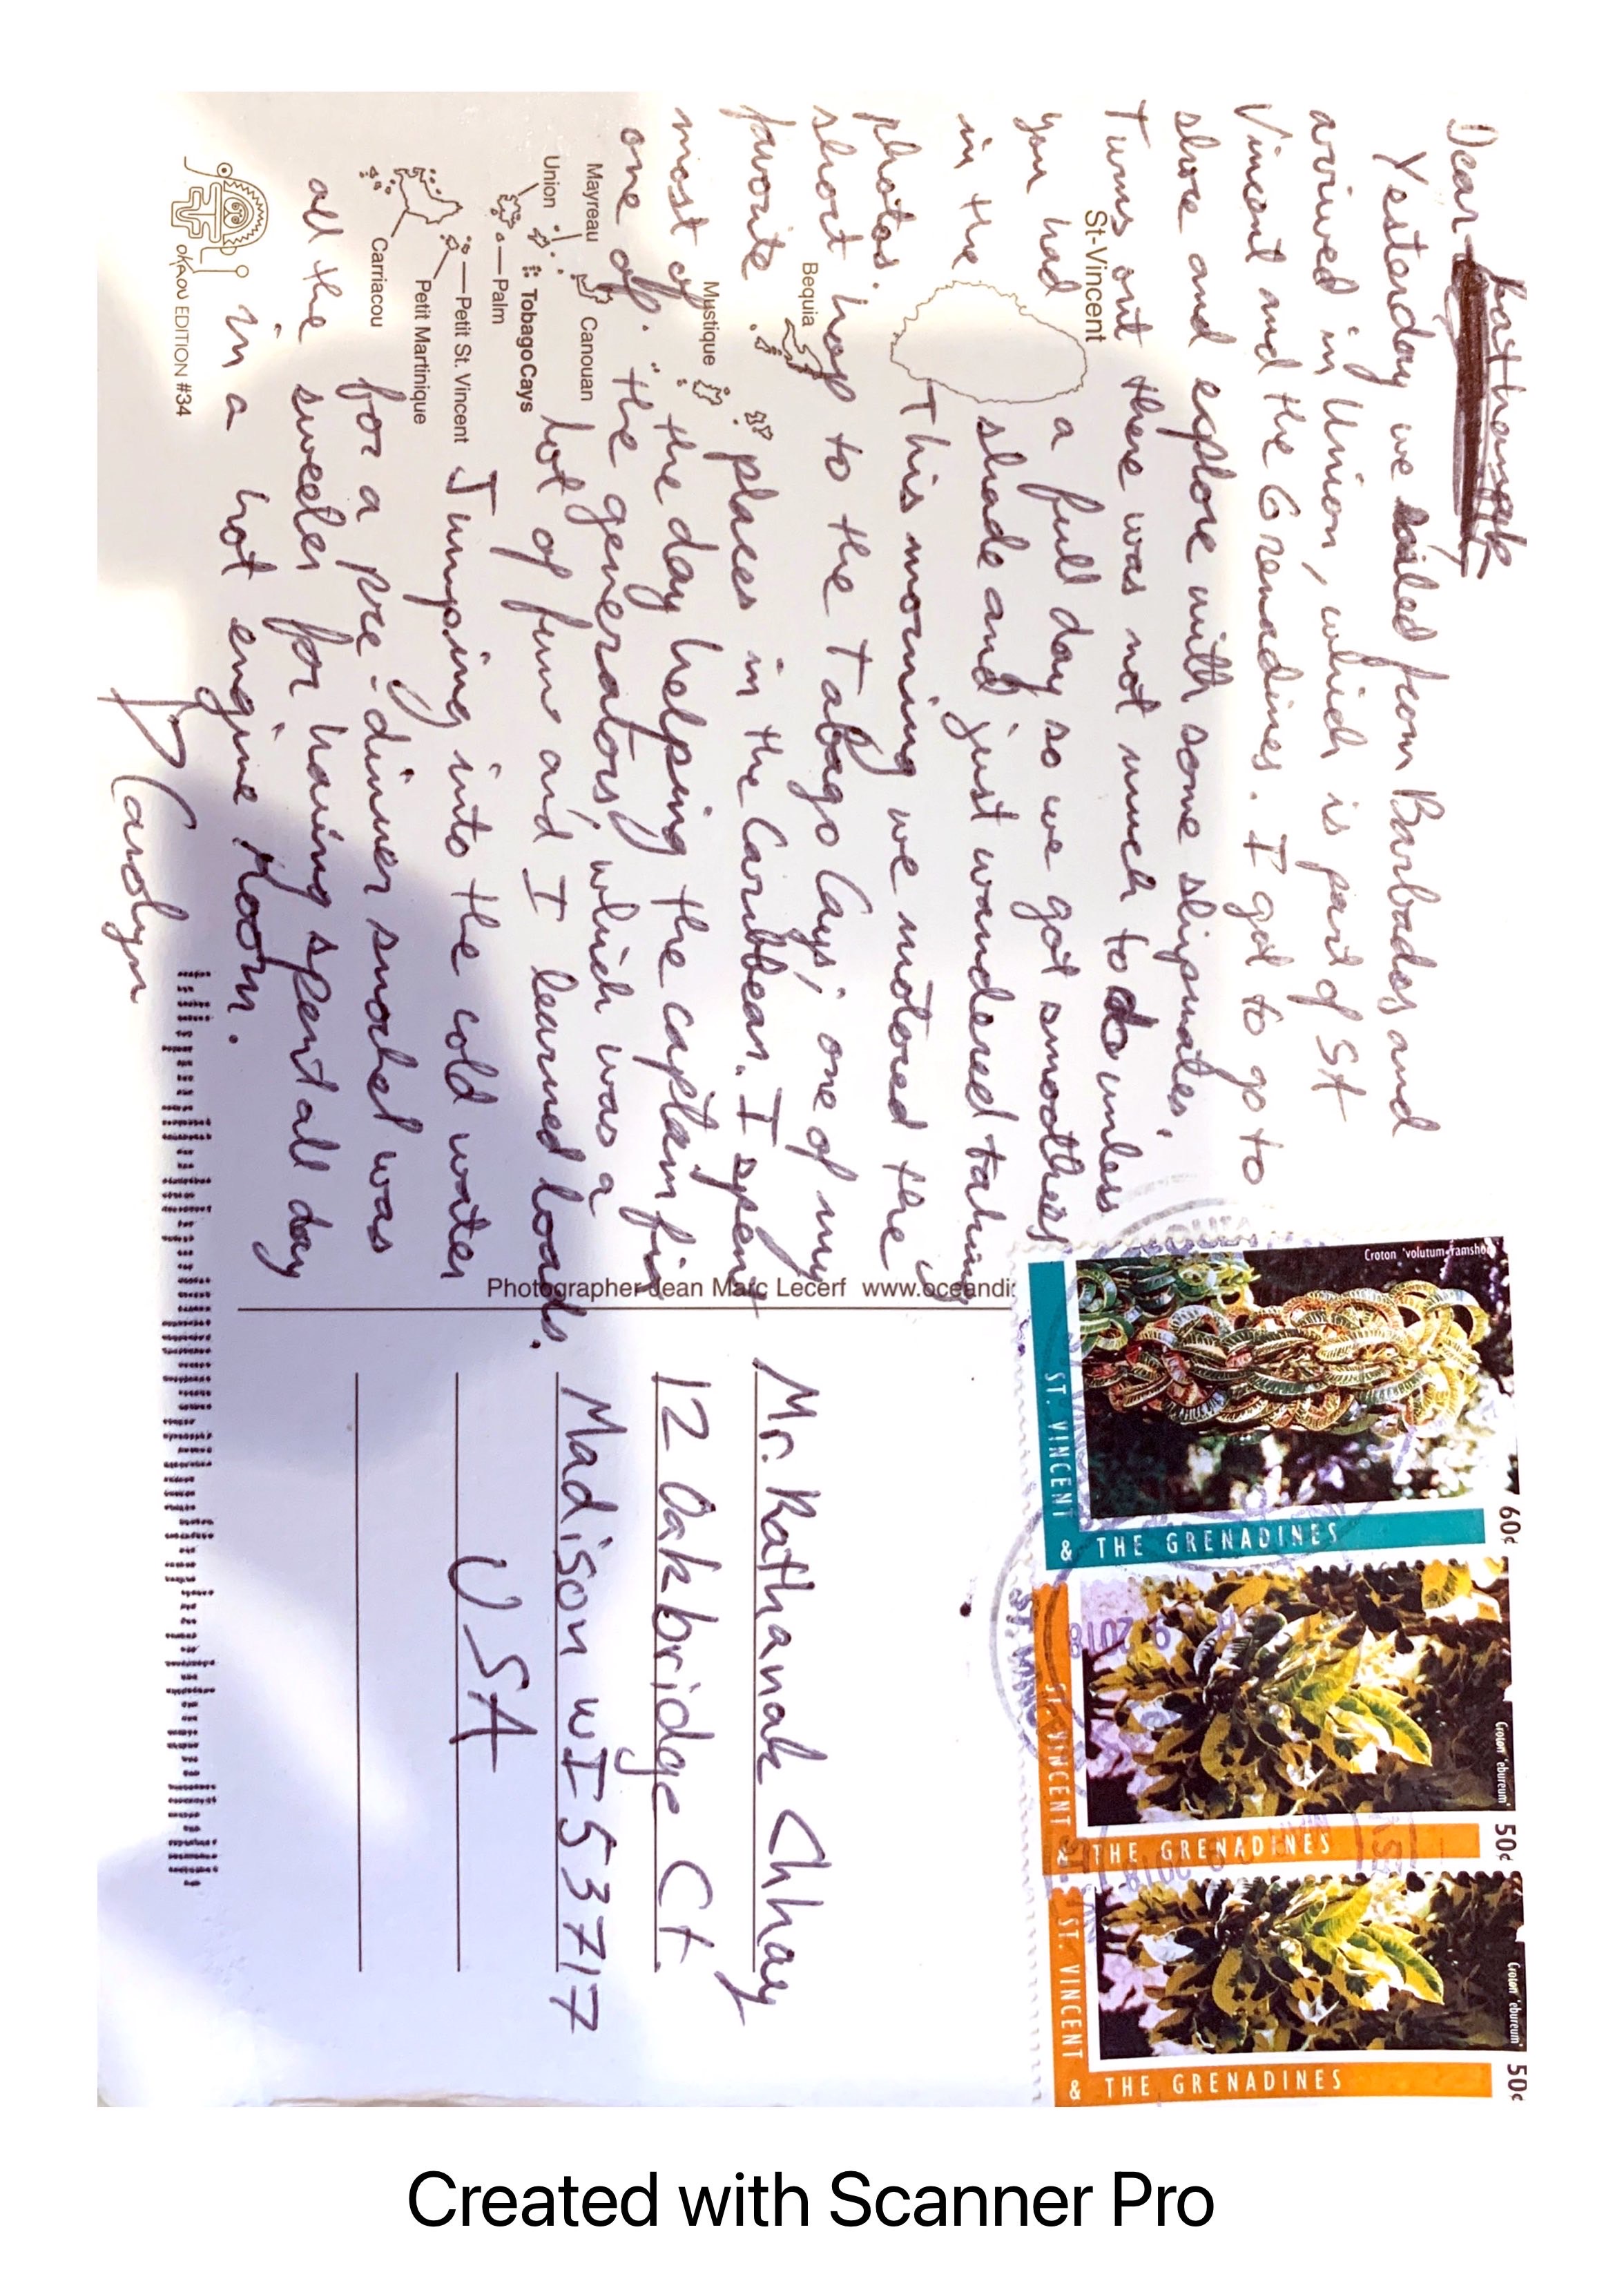 Dear Rathanak
Yesterday we sailed from Barbados and
arrived in Union, which is part of St
Vincent and the Grenadines. I got to go to
shore and explore with some shipmates.
Turns out there was not much to do unless
you had a full day so we got smoothies
in the shade and just wandered taking
photos. This morning we motored the
short hop to the Tabago Cays, one of my
favorite places in the Caribbean. I spent
most of the day helping the captain fix
one of the generators, which was a
lot of fun and I learned loads.
Jumping into the cold water
for a pre-dinner snorkel was
all the sweeter for having spent all day
in a hot engine room.
Carolyn
St-Vincent
Bequia
Mustique
Mayreau
Canouan
Union
Tobago Cays
Palm
Petit St. Vincent
Petit Martinique
Carriacou
okaou EDITION #34
Photographer Jean Marc Lecerf www.oceandi
Croton 'volutum ramshorn'
60¢
ST. VINCENT & THE GRENADINES
Croton 'ebureum'
50¢
ST. VINCENT & THE GRENADINES
Croton 'ebureum'
50¢
ST. VINCENT & THE GRENADINES
9 2018
Mr. Rathanak Chhay
12 Oakbridge Ct.
Madison WI 53717
USA
Created with Scanner Pro